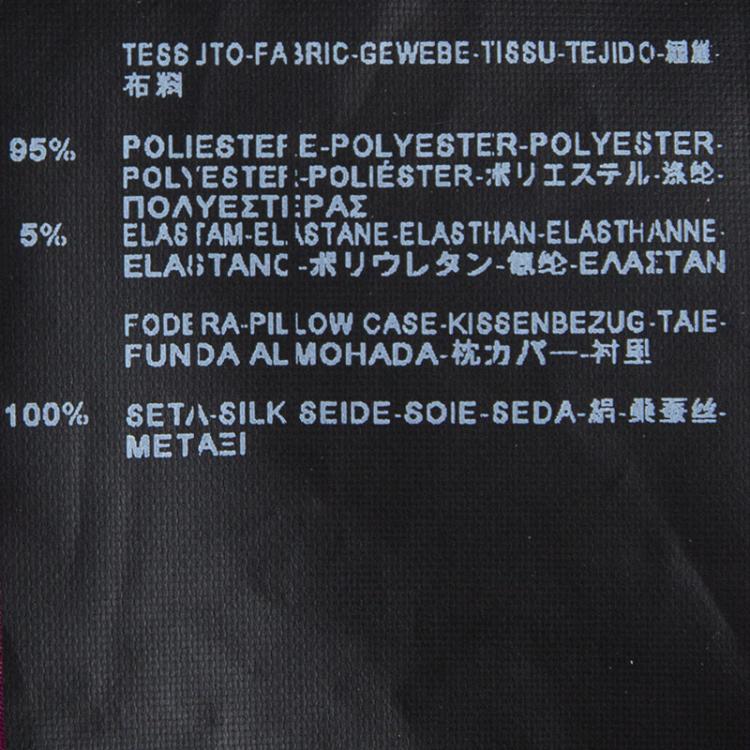 TESSUTO-FABRIC-GEWEBE-TISSU-TEJIDO-組織-
布料
95% POLIESTERE-POLYESTER-POLYESTER-
POLYESTER-POLIÉSTER-ポリエステル-涤纶-
ΠΟΛΥΕΣΤΕΡΑΣ
5% ELASTAM-ELASTANE-ELASTHAN-ELASTHANNE-
ELASTANO-ポリウレタン-氨纶-ΕΛΑΣΤΑΝ
FODERA-PILLOW CASE-KISSENBEZUG-TAIE-
FUNDA ALMOHADA-枕カバー-衬里
100% SETA-SILK SEIDE-SOIE-SEDA-絹-桑蚕丝-
ΜΕΤΑΞΙ